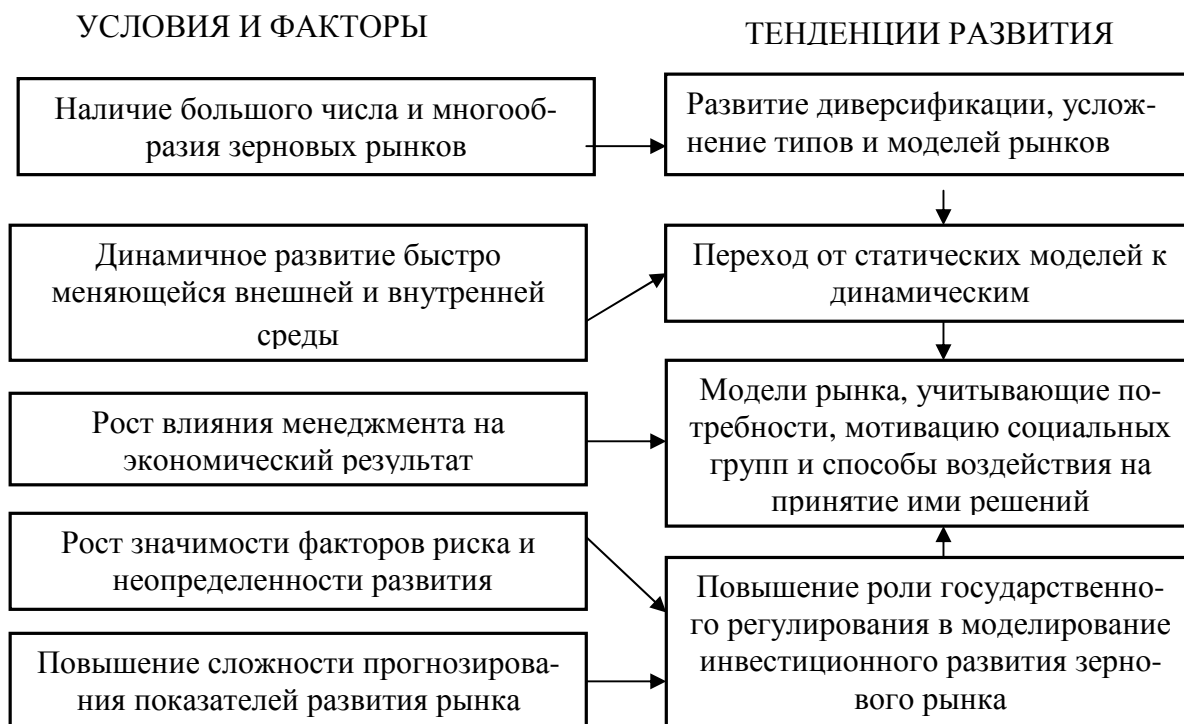 УСЛОВИЯ И ФАКТОРЫ
ТЕНДЕНЦИИ РАЗВИТИЯ
Наличие большого числа и многооб-
разия зерновых рынков
Развитие диверсификации, услож-
нение типов и моделей рынков
Динамичное развитие быстро
меняющейся внешней и внутренней
среды
Переход от статических моделей к
динамическим
Рост влияния менеджмента на
экономический результат
Модели рынка, учитывающие по-
требности, мотивацию социальных
групп и способы воздействия на
принятие ими решений
Рост значимости факторов риска и
неопределенности развития
Повышение сложности прогнозирова-
ния показателей развития рынка
Повышение роли государственно-
го регулирования в моделирование
инвестиционного развития зерно-
вого рынка